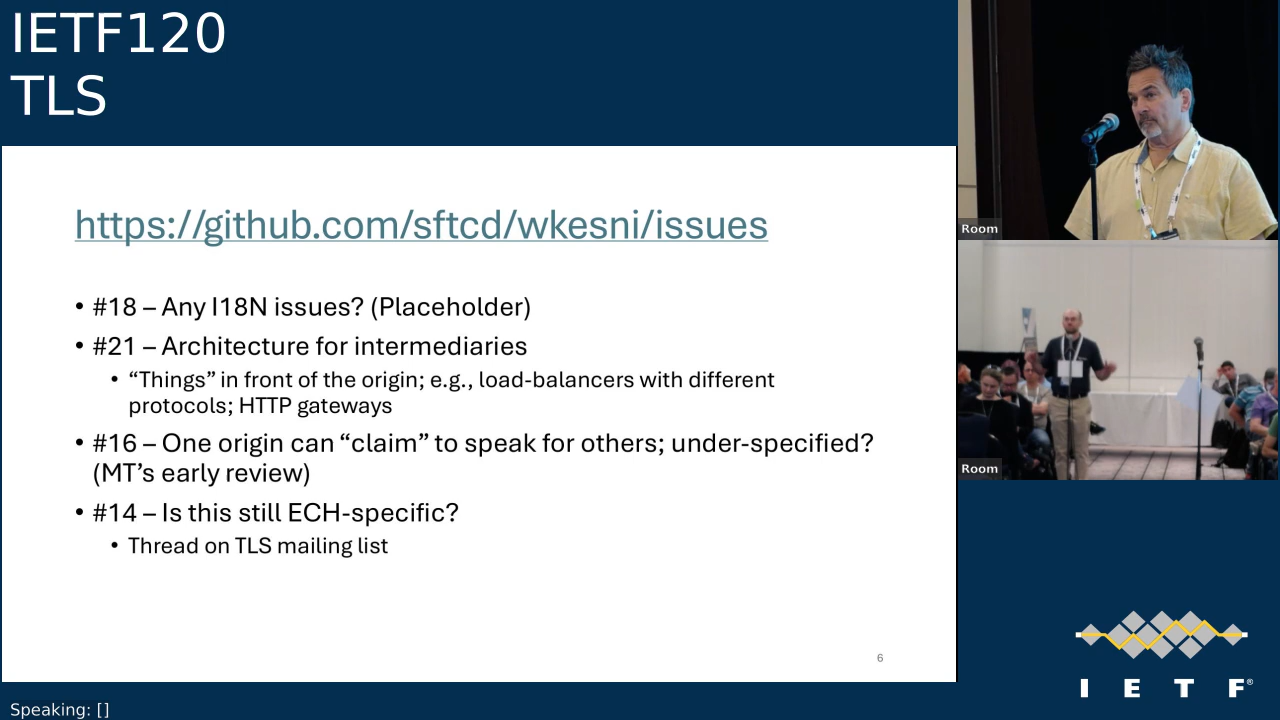 IETF120
TLS
https://github.com/sftcd/wkesni/issues
• #18 – Any I18N issues? (Placeholder)
• #21 – Architecture for intermediaries
• “Things” in front of the origin; e.g., load-balancers with different
protocols; HTTP gateways
• #16 – One origin can “claim” to speak for others; under-specified?
(MT’s early review)
• #14 – Is this still ECH-specific?
• Thread on TLS mailing list
6
Room
Room
I E T F®
Speaking: []